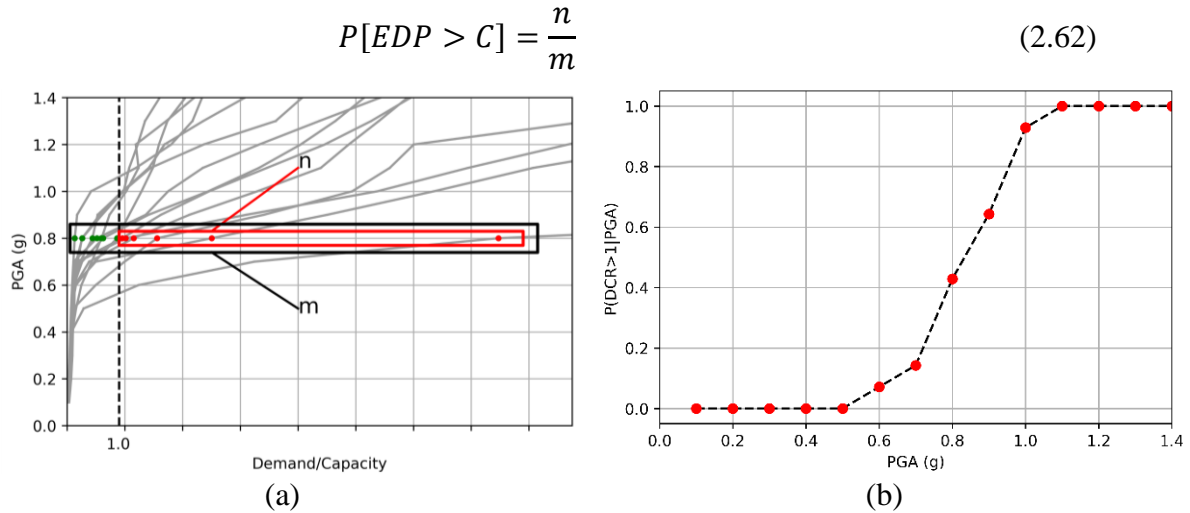 P[EDP > C] = n/m (2.62)
1.4
1.2
1.0
0.8
0.6
0.4
0.2
0.0
PGA (g)
n
m
1.0
Demand/Capacity
(a)
1.0
0.8
0.6
0.4
0.2
0.0
P(DCR>1|PGA)
0.0 0.2 0.4 0.6 0.8 1.0 1.2 1.4
PGA (g)
(b)